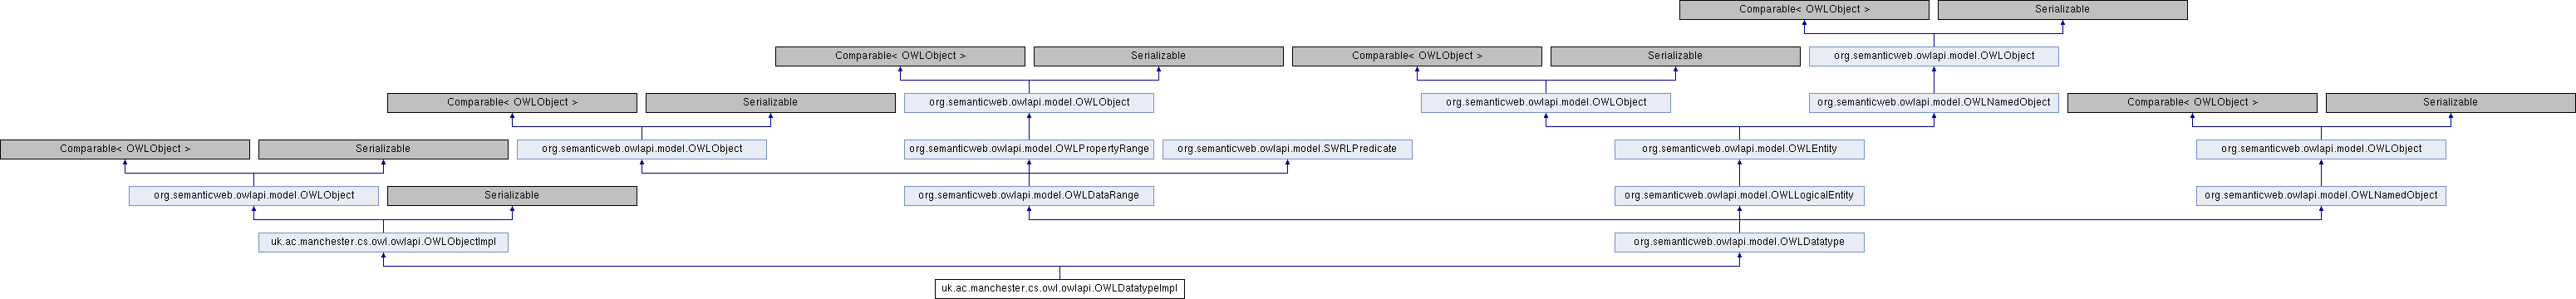 Comparable< OWLObject >
Serializable
Comparable< OWLObject >
Serializable
Comparable< OWLObject >
Serializable
org.semanticweb.owlapi.model.OWLObject
Comparable< OWLObject >
Serializable
org.semanticweb.owlapi.model.OWLObject
org.semanticweb.owlapi.model.OWLObject
org.semanticweb.owlapi.model.OWLNamedObject
Comparable< OWLObject >
Serializable
Comparable< OWLObject >
Serializable
org.semanticweb.owlapi.model.OWLObject
org.semanticweb.owlapi.model.OWLPropertyRange
org.semanticweb.owlapi.model.SWRLPredicate
org.semanticweb.owlapi.model.OWLEntity
org.semanticweb.owlapi.model.OWLObject
org.semanticweb.owlapi.model.OWLObject
Serializable
org.semanticweb.owlapi.model.OWLDataRange
org.semanticweb.owlapi.model.OWLLogicalEntity
org.semanticweb.owlapi.model.OWLNamedObject
uk.ac.manchester.cs.owl.owlapi.OWLObjectImpl
org.semanticweb.owlapi.model.OWLDatatype
uk.ac.manchester.cs.owl.owlapi.OWLDatatypeImpl